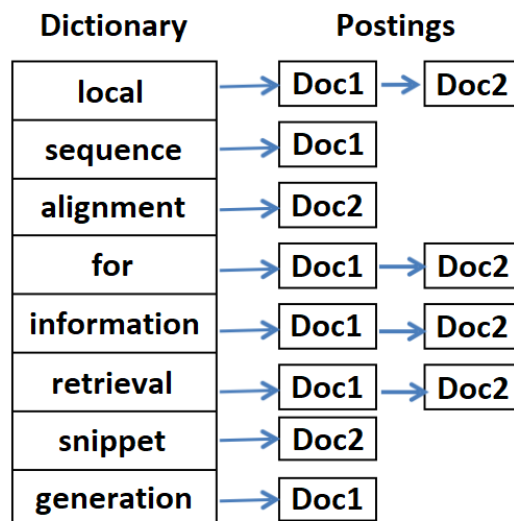 Dictionary Postings
local Doc1 Doc2
sequence Doc1
alignment Doc2
for Doc1 Doc2
information Doc1 Doc2
retrieval Doc1 Doc2
snippet Doc2
generation Doc1